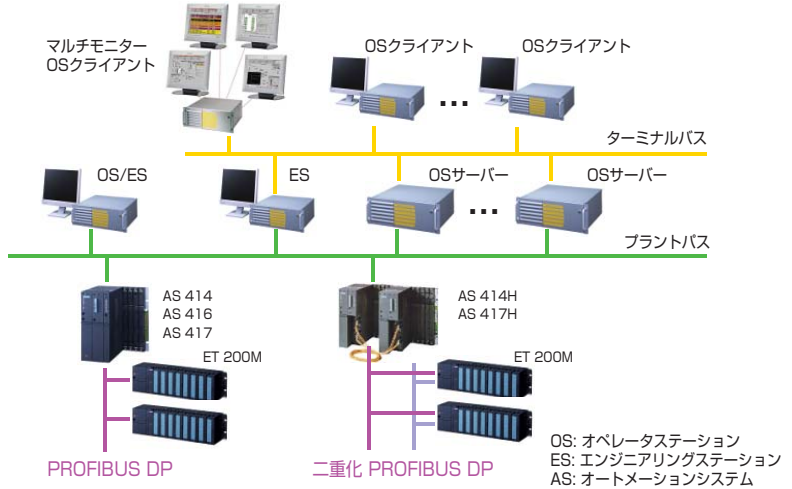 マルチモニター
OSクライアント
OSクライアント
OSクライアント
...
ターミナルバス
OS/ES
ES
OSサーバー
OSサーバー
...
プラントバス
AS 414
AS 416
AS 417
AS 414H
AS 417H
ET 200M
ET 200M
PROFIBUS DP
二重化 PROFIBUS DP
OS: オペレータステーション
ES: エンジニアリングステーション
AS: オートメーションシステム